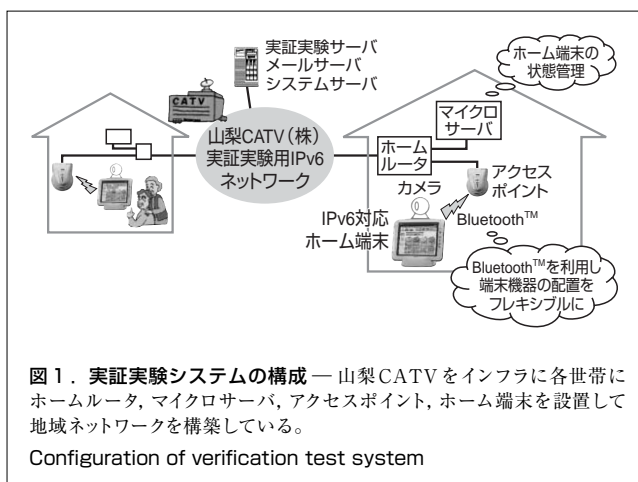 実証実験サーバ
メールサーバ
システムサーバ
CATV
山梨CATV（株）
実証実験用IPv6
ネットワーク
ホーム端末の
状態管理
マイクロ
サーバ
ホーム
ルータ
アクセス
ポイント
カメラ
IPv6対応
ホーム端末
Bluetooth™
Bluetooth™を利用し
端末機器の配置を
フレキシブルに
図1．実証実験システムの構成 — 山梨CATVをインフラに各世帯に
ホームルータ，マイクロサーバ，アクセスポイント，ホーム端末を設置して
地域ネットワークを構築している。
Configuration of verification test system